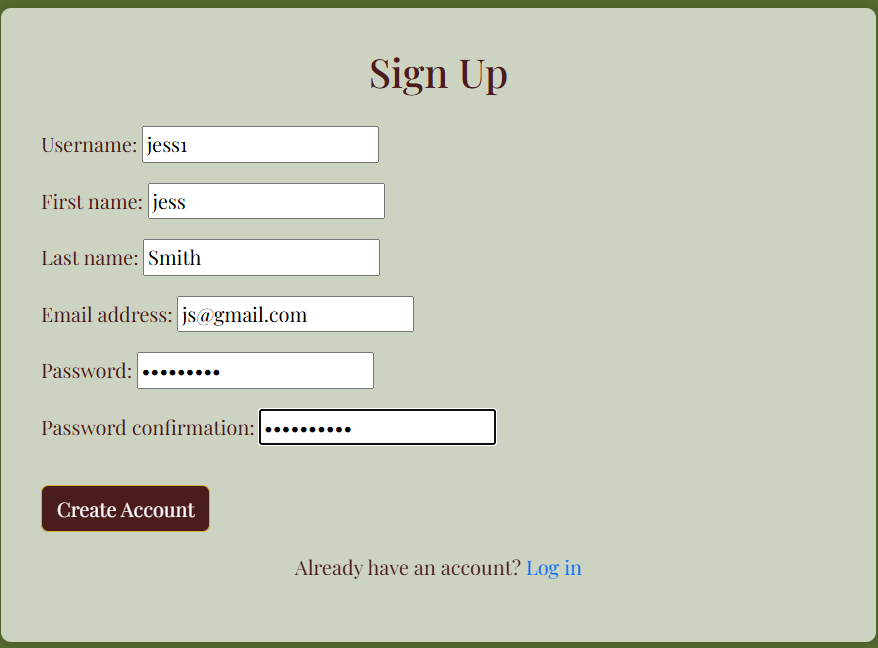 Sign Up
Username: jess1
First name: jess
Last name: Smith
Email address: js@gmail.com
Password: •••••••••
Password confirmation: ••••••••••
Create Account
Already have an account? Log in